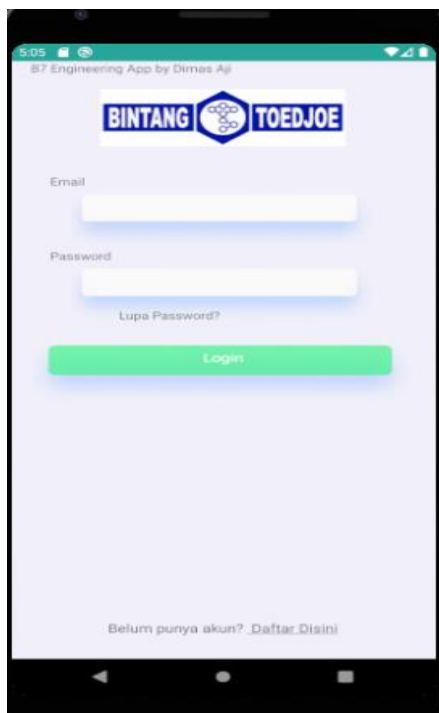 5:05
B7 Engineering App by Dimas Aji
BINTANG TOEDJOE
Email
Password
Lupa Password?
Login
Belum punya akun? Daftar Disini